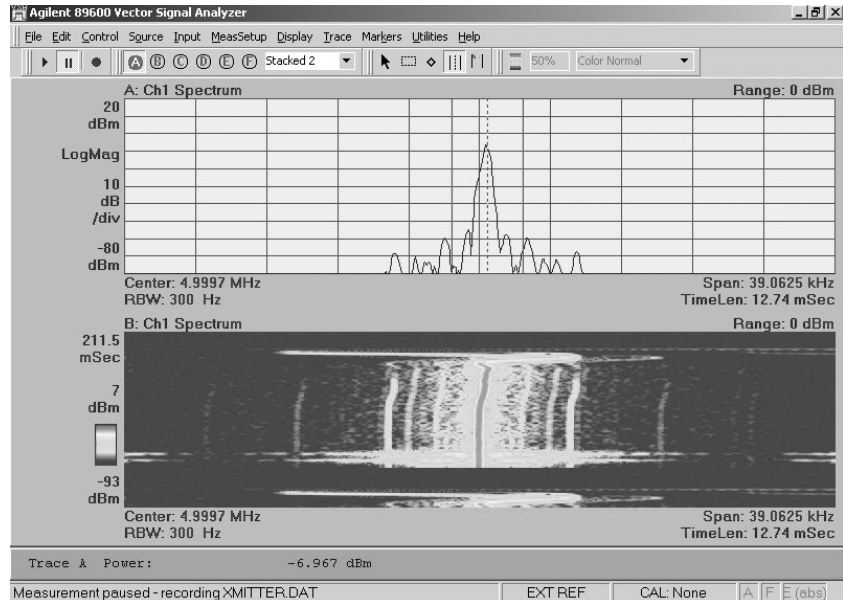 Agilent 89600 Vector Signal Analyzer
File Edit Control Source Input MeasSetup Display Trace Markers Utilities Help
A B C D E F Stacked 2 50% Color Normal
A: Ch1 Spectrum Range: 0 dBm
20
dBm
LogMag
10
dB
/div
-80
dBm
Center: 4.9997 MHz Span: 39.0625 kHz
RBW: 300 Hz TimeLen: 12.74 mSec
B: Ch1 Spectrum Range: 0 dBm
211.5
mSec
7
dBm
-93
dBm
Center: 4.9997 MHz Span: 39.0625 kHz
RBW: 300 Hz TimeLen: 12.74 mSec
Trace A Power: -6.967 dBm
Measurement paused - recording XMITTER.DAT EXT REF CAL: None A F E (abs)